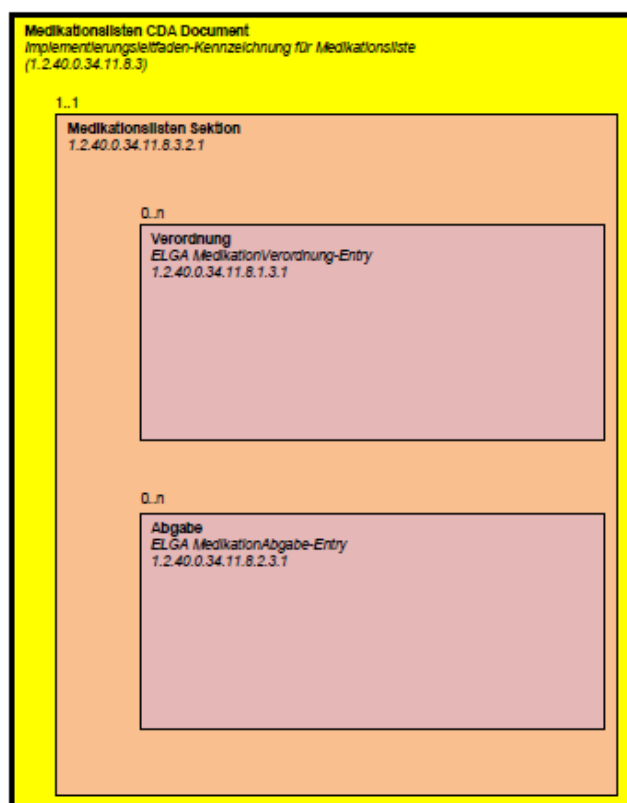 Medikationslisten CDA Document
Implementierungsleitfaden-Kennzeichnung für Medikationsliste
(1.2.40.0.34.11.8.3)
1..1
Medikationslisten Sektion
1.2.40.0.34.11.8.3.2.1
0..n
Verordnung
ELGA MedikationVerordnung-Entry
1.2.40.0.34.11.8.1.3.1
0..n
Abgabe
ELGA MedikationAbgabe-Entry
1.2.40.0.34.11.8.2.3.1